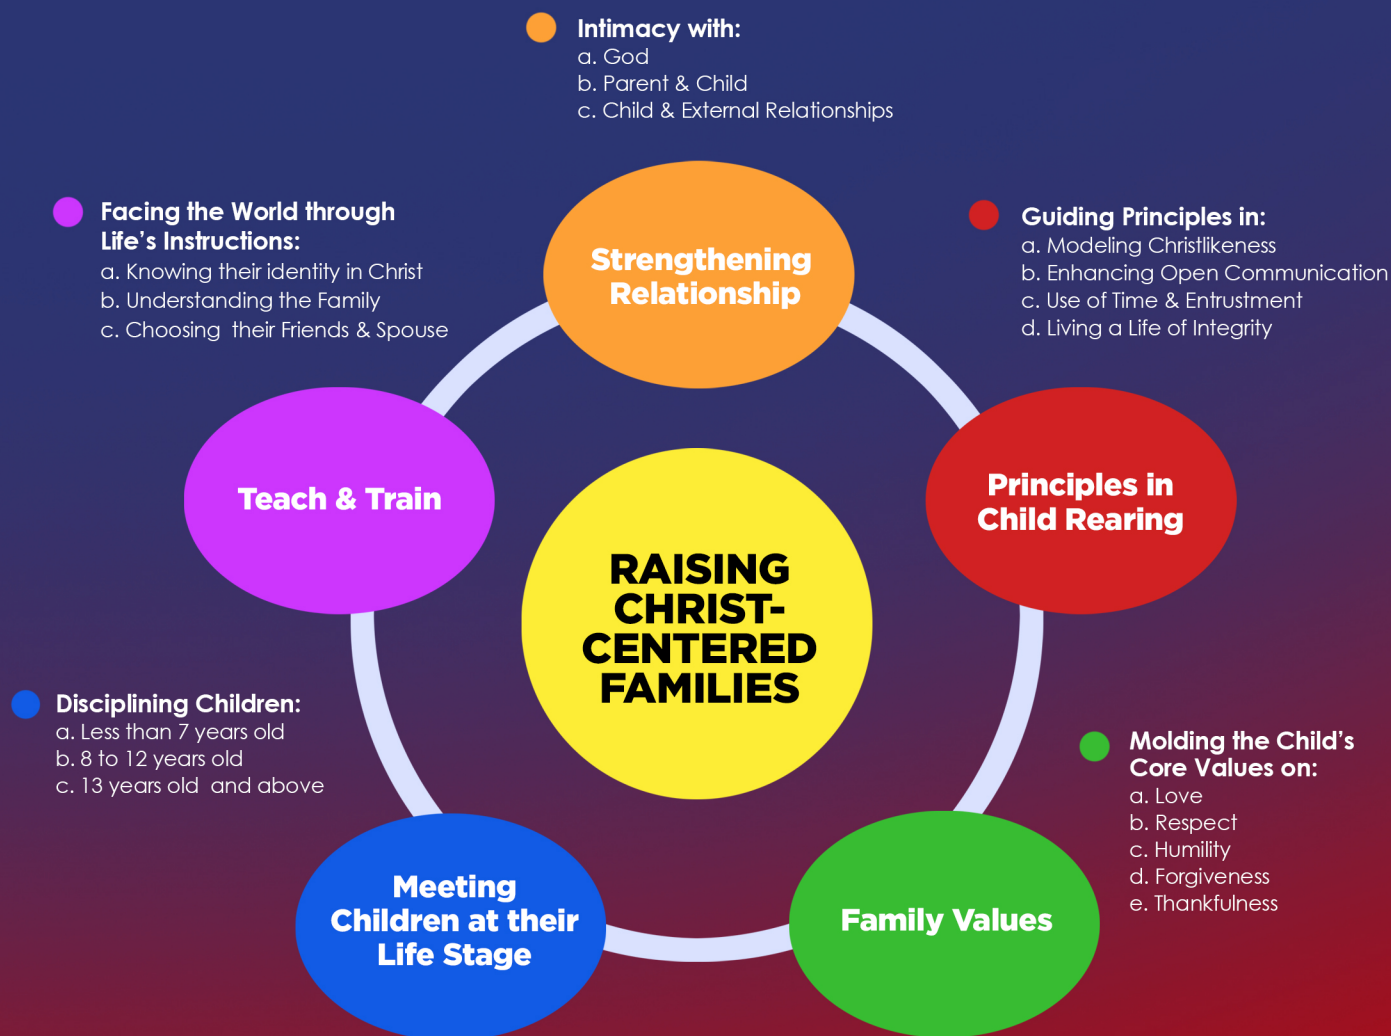 Intimacy with:
a. God
b. Parent & Child
c. Child & External Relationships
Strengthening
Relationship
Guiding Principles in:
a. Modeling Christlikeness
b. Enhancing Open Communication
c. Use of Time & Entrustment
d. Living a Life of Integrity
Principles in
Child Rearing
Molding the Child's
Core Values on:
a. Love
b. Respect
c. Humility
d. Forgiveness
e. Thankfulness
Family Values
Disciplining Children:
a. Less than 7 years old
b. 8 to 12 years old
c. 13 years old  and above
Meeting
Children at their
Life Stage
Facing the World through
Life's Instructions:
a. Knowing their identity in Christ
b. Understanding the Family
c. Choosing  their Friends & Spouse
Teach & Train
RAISING
CHRIST-
CENTERED
FAMILIES